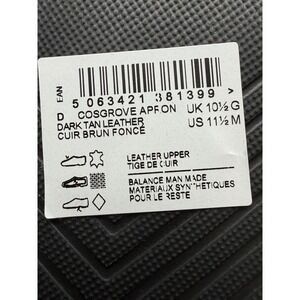 EAN
5 063421 381399 >
D COSGROVE APRON UK 10½ G
DARK TAN LEATHER US 11½ M
CUIR BRUN FONCÉ
LEATHER UPPER
TIGE DE CUIR
BALANCE MAN MADE
MATERIAUX SYNTHETIQUES
POUR LE RESTE